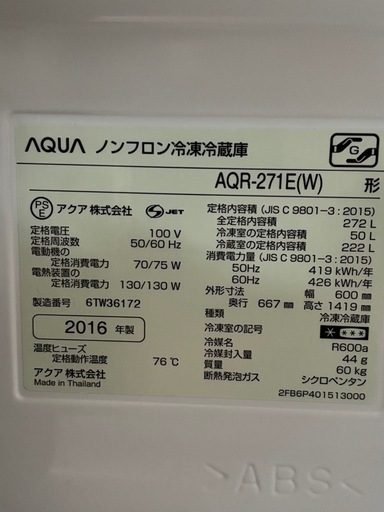 AQUA ノンフロン冷凍冷蔵庫
G
AQR-271E(W) 形
PS E アクア 株式会社 S JET
定格電圧 100 V
定格周波数 50/60 Hz
電動機の
定格消費電力 70/75 W
電熱装置の
定格消費電力 130/130 W
製造番号 6TW36172
2016 年製
温度ヒューズ
定格動作温度 76℃
アクア 株式会社
Made in Thailand
定格内容積 (JIS C 9801-3:2015)
全定格内容積 272 L
冷凍室の定格内容積 50 L
冷蔵室の定格内容積 222 L
消費電力量 (JIS C 9801-3:2015)
50Hz 419 kWh/年
60Hz 426 kWh/年
外形寸法 幅 600 mm
奥行 667 mm 高さ 1419 mm
種類 冷凍冷蔵庫
冷凍室の記号 * ***
冷媒名 R600a
冷媒封入量 44 g
質量 60 kg
断熱発泡ガス シクロペンタン
2FB6P401513000
>ABS<